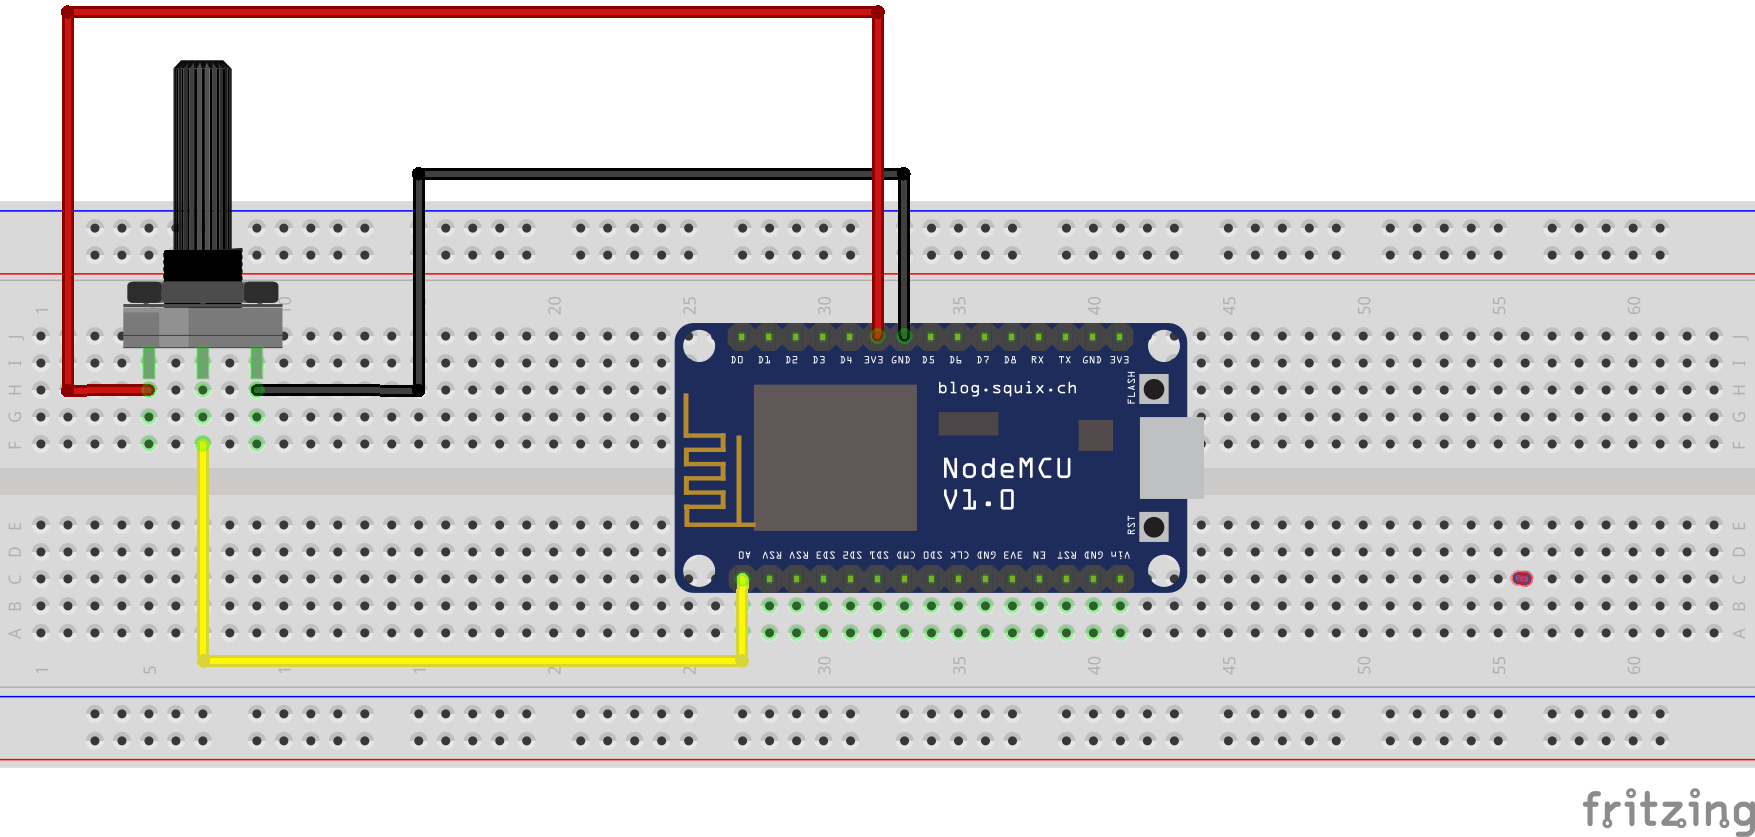 1 10 20 25 30 35 40 45 50 55 60
J J
I I
H H
G G
F F
D0 D1 D2 D3 D4 3V3 GND D5 D6 D7 D8 RX TX GND 3V3
blog.squix.ch
FLASH
NodeMCU
V1.0
RST
A0 RSV RSV SD3 SD2 SD1 CMD SD0 CLK GND 3V3 EN RST GND Vin
E E
D D
C C
B B
A A
1 5 30 35 40 45 50 55 60
fritzing